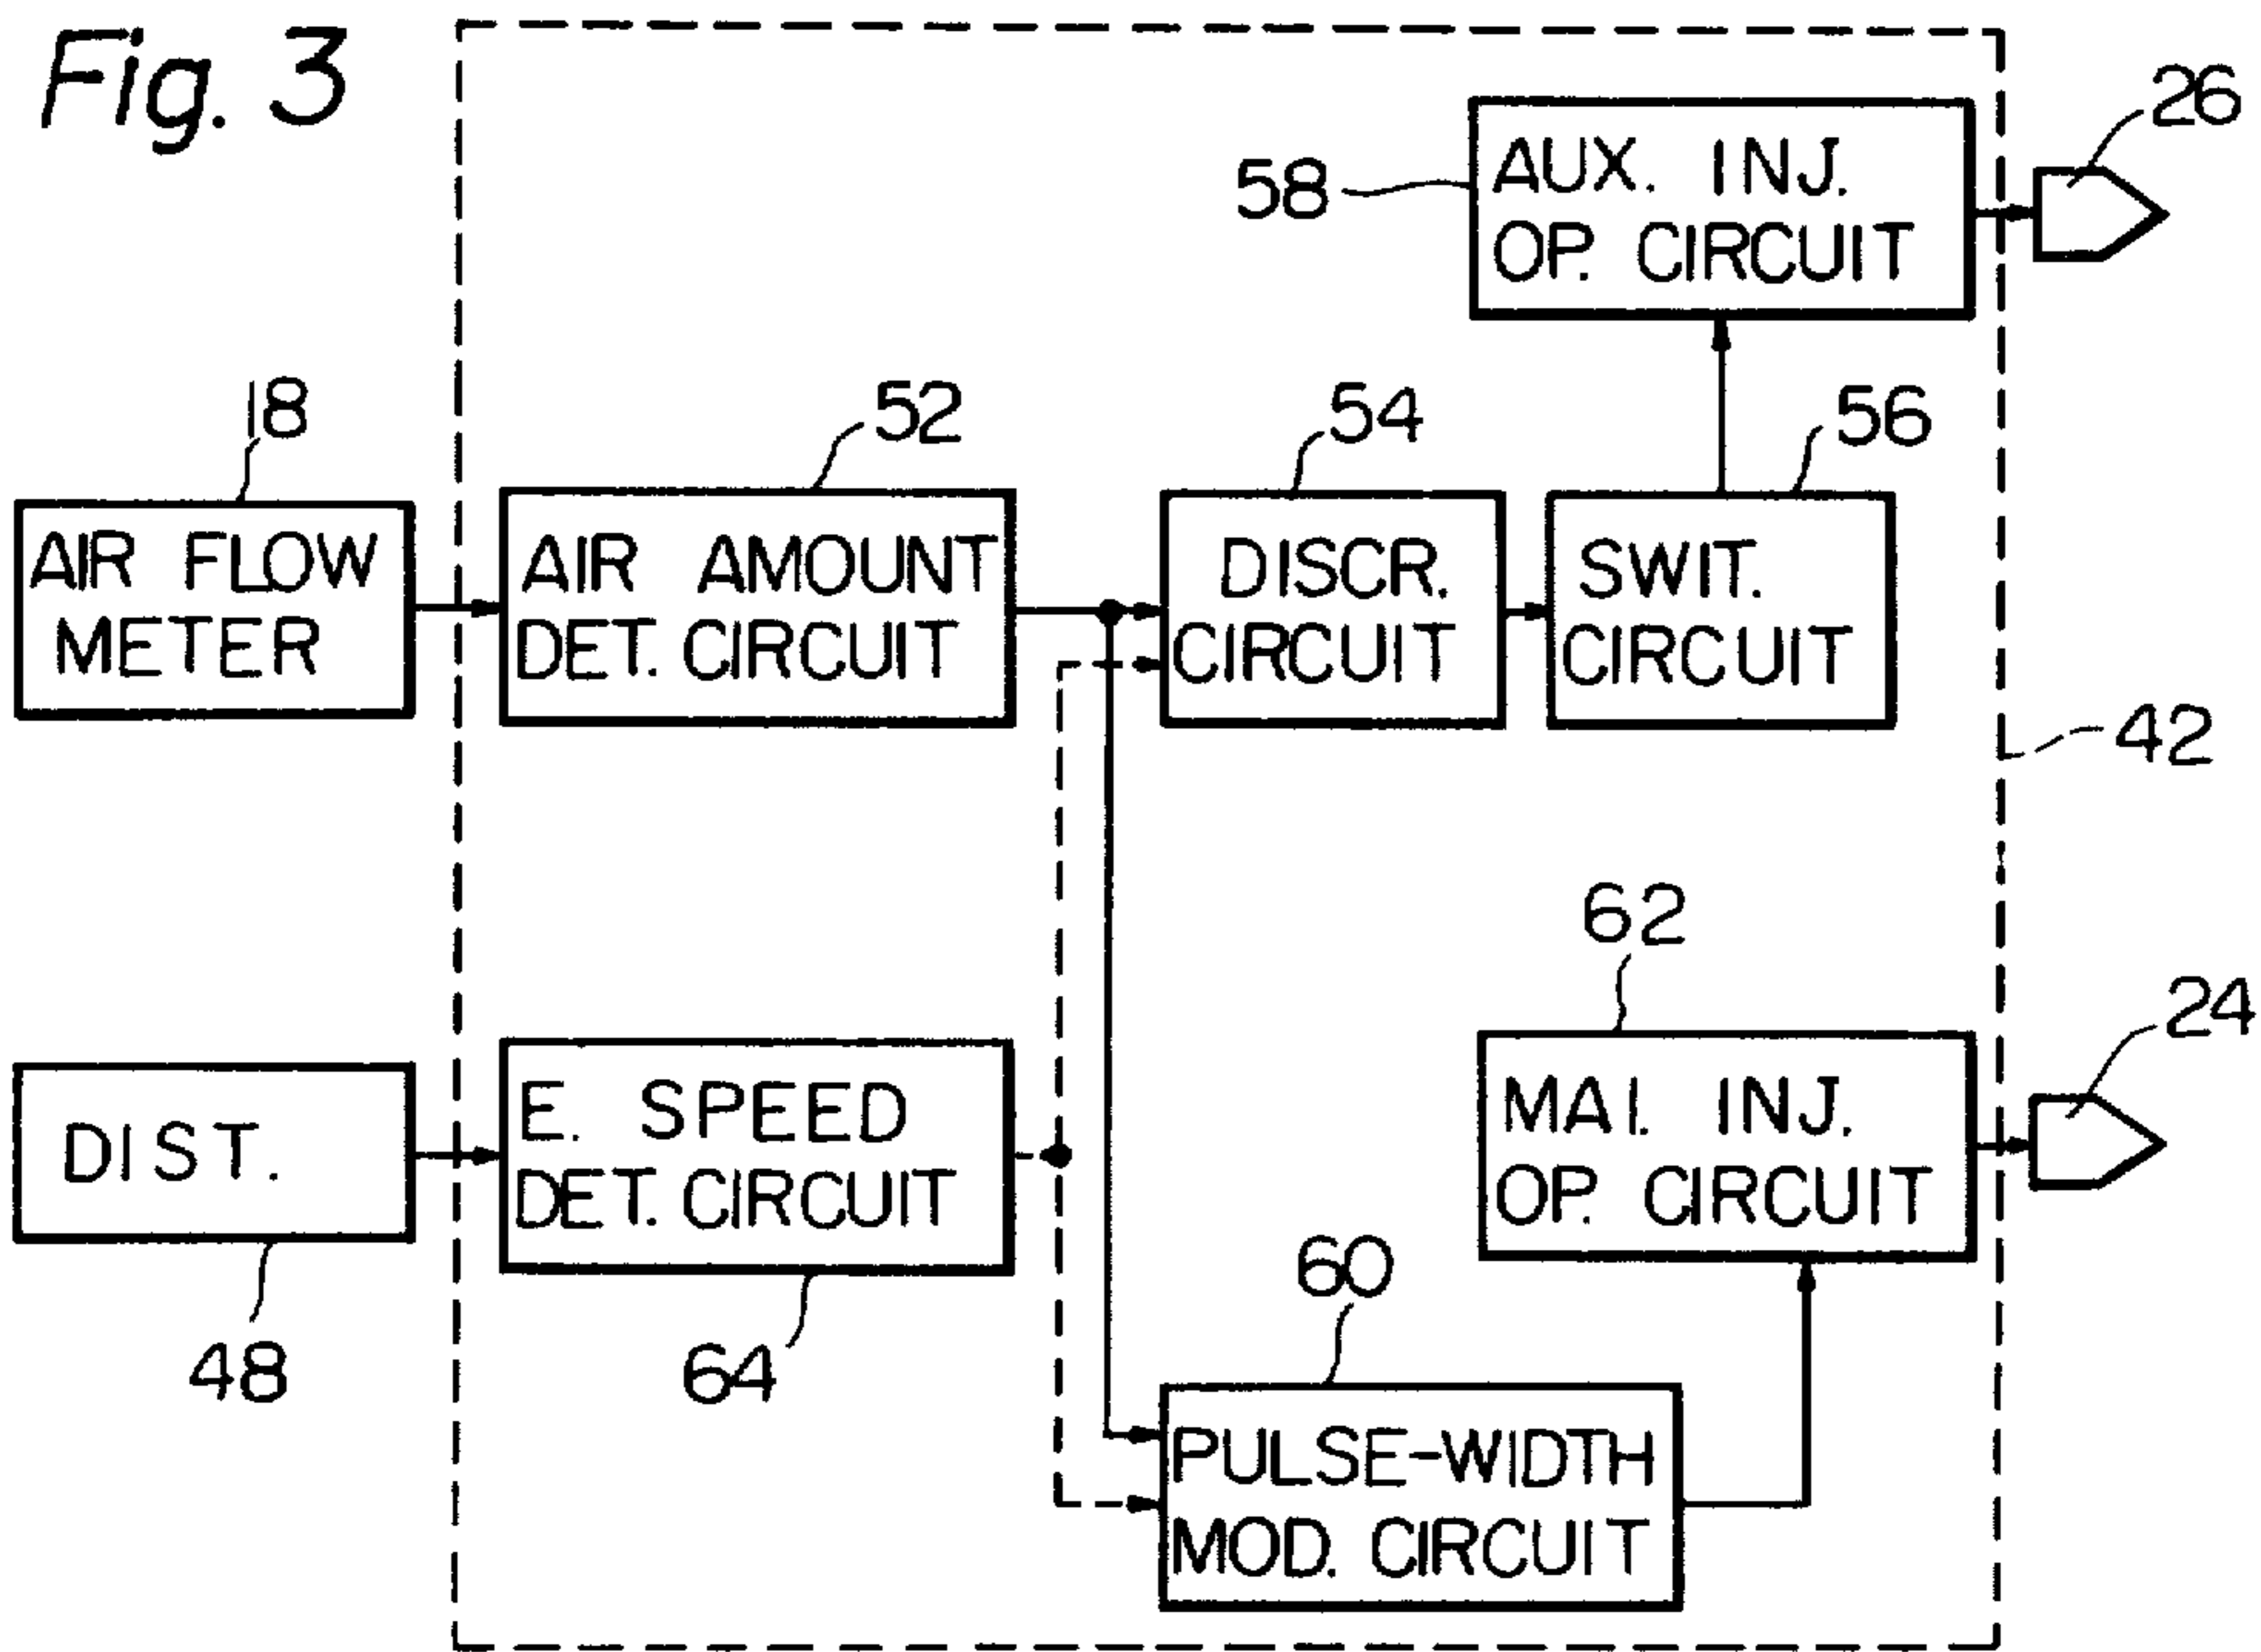 Fig. 3
26
58
AUX. INJ.
OP. CIRCUIT
18
52
54
56
AIR FLOW
METER
AIR AMOUNT
DET. CIRCUIT
DISCR.
CIRCUIT
SWIT.
CIRCUIT
42
62
24
DIST.
E. SPEED
DET. CIRCUIT
MAI. INJ.
OP. CIRCUIT
48
64
60
PULSE-WIDTH
MOD. CIRCUIT